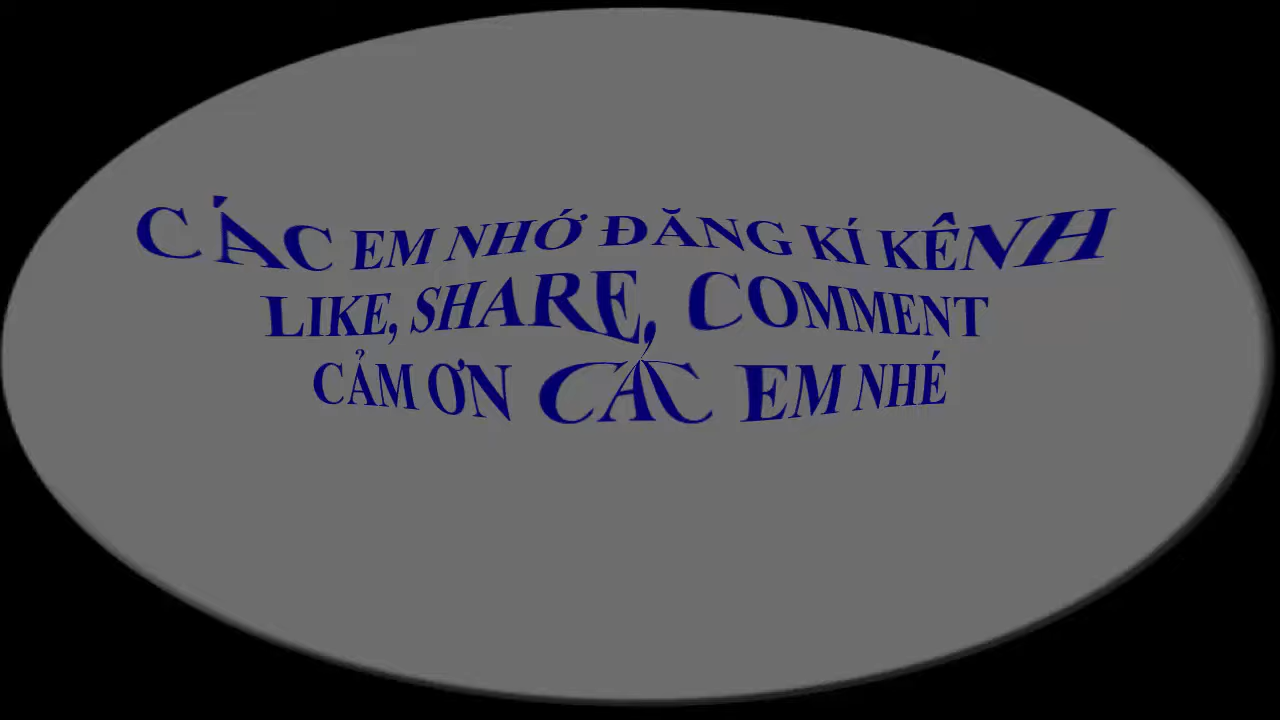 CÁC EM NHỚ ĐĂNG KÍ KÊNH
LIKE, SHARE, COMMENT
CẢM ƠN CÁC EM NHÉ